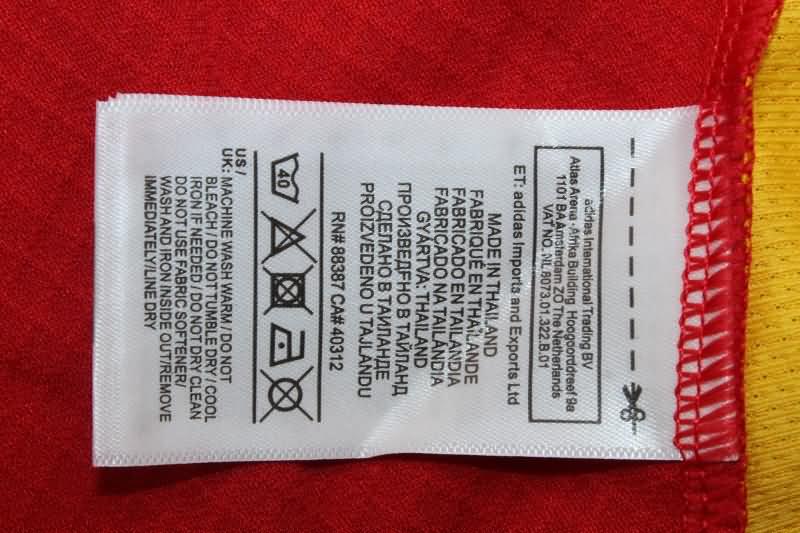 adidas International Trading BV
Atlas Arena -Afrika Building Hoogoorddreef 9a
1101 BA Amsterdam ZO The Netherlands
VAT NO. NL 8073.01.322.B.01
ET: adidas Imports and Exports Ltd
MADE IN THAILAND
FABRIQUÉ EN THAÏLANDE
FABRICADO EN TAILANDIA
FABRICADO NA TAILÂNDIA
GYÁRTVA: THAILAND
ПРОИЗВЕДЕНО В ТАЙЛАНД
СДЕЛАНО В ТАИЛАНДЕ
PROIZVEDENO U TAJLANDU
RN# 88387 CA# 40312
40
US /
UK: MACHINE WASH WARM / DO NOT
BLEACH / DO NOT TUMBLE DRY / COOL
IRON IF NEEDED / DO NOT DRY CLEAN
DO NOT USE FABRIC SOFTENER/
WASH AND IRON INSIDE OUT/REMOVE
IMMEDIATELY/LINE DRY